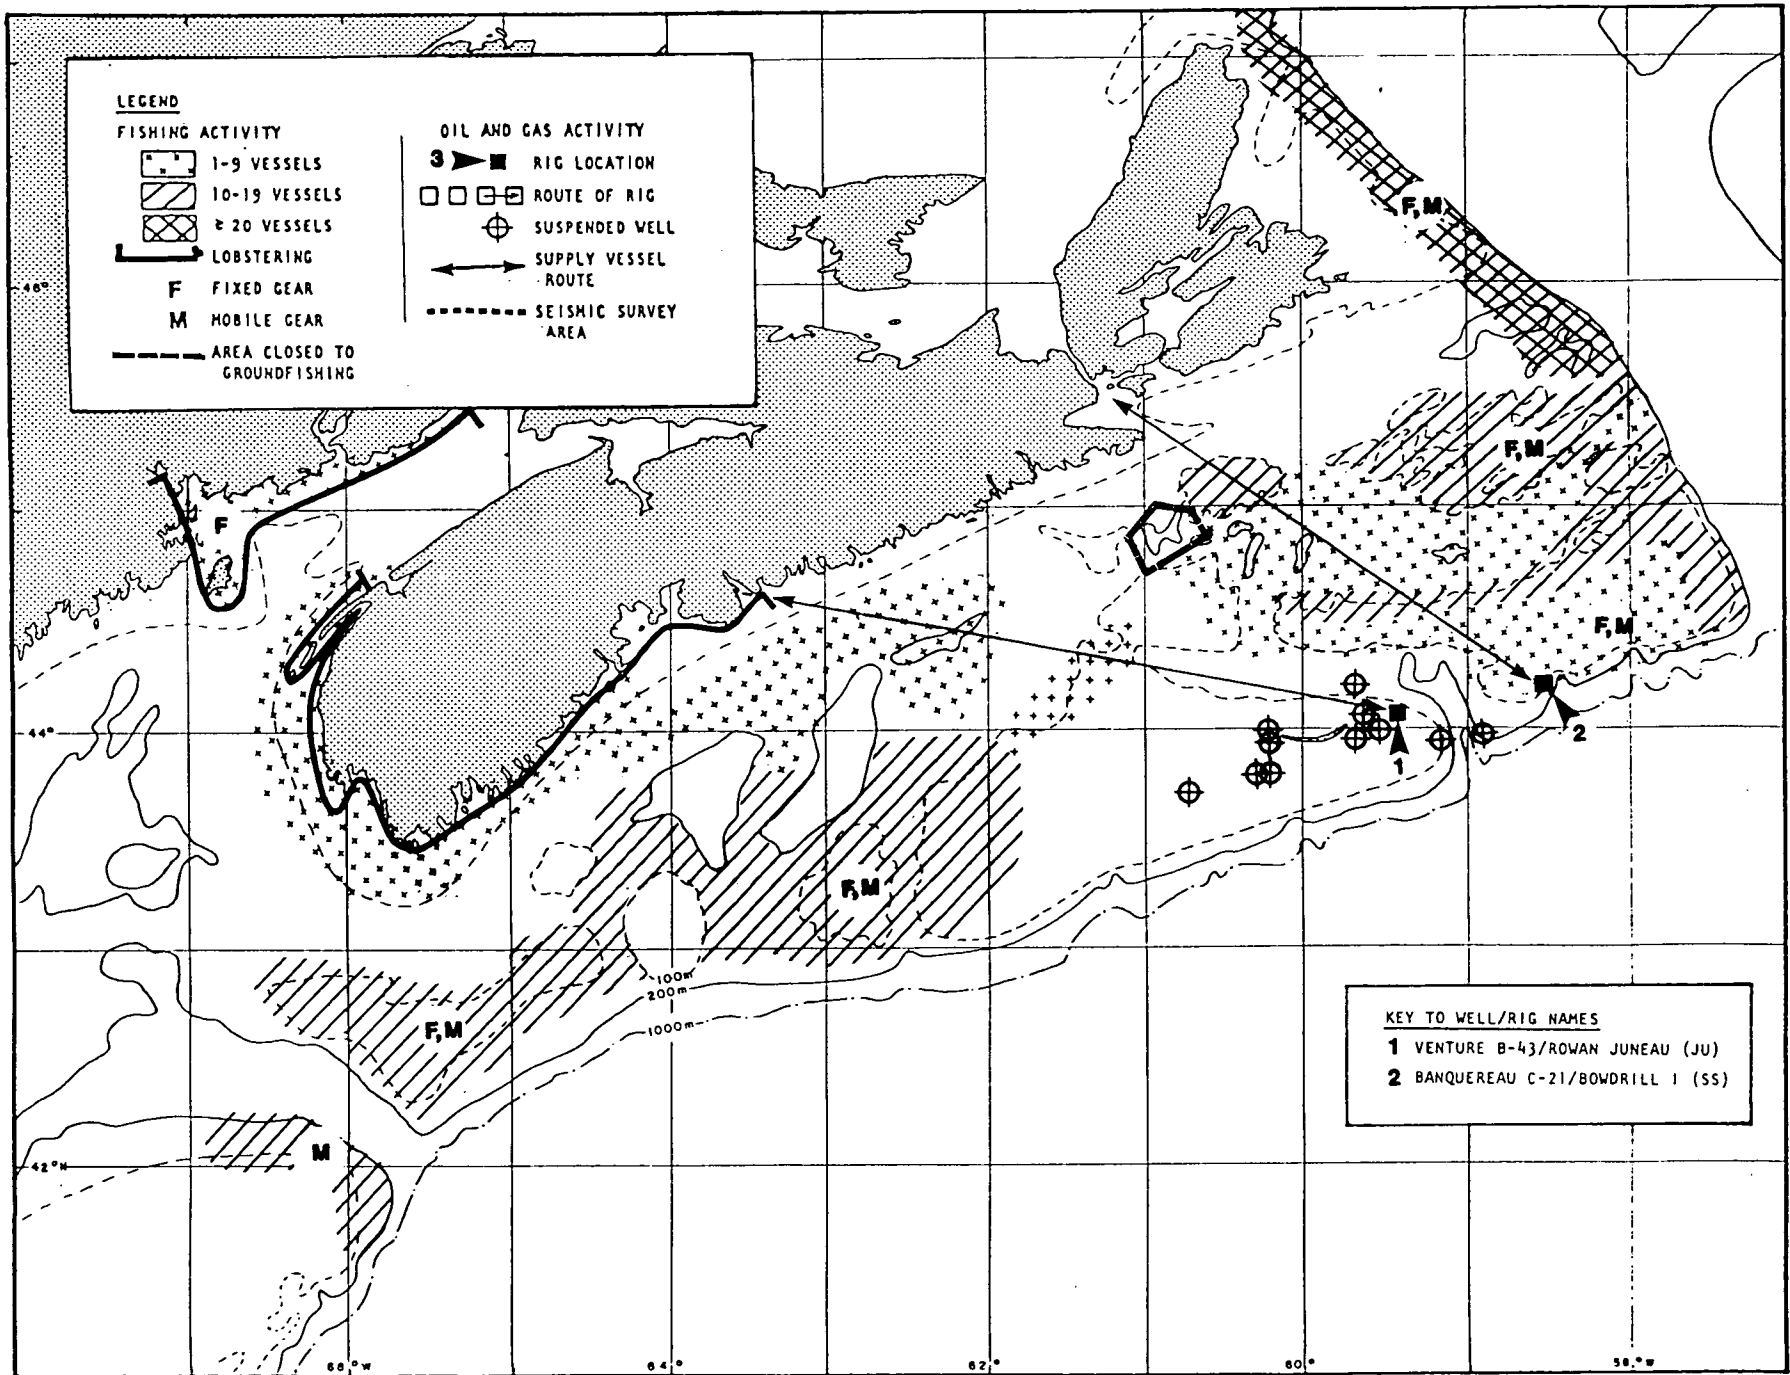 LEGEND
FISHING ACTIVITY
1-9 VESSELS
10-19 VESSELS
≥ 20 VESSELS
LOBSTERING
F FIXED GEAR
M MOBILE GEAR
AREA CLOSED TO
GROUNDFISHING
OIL AND GAS ACTIVITY
3 RIG LOCATION
ROUTE OF RIG
SUSPENDED WELL
SUPPLY VESSEL
ROUTE
SEISMIC SURVEY
AREA
F,M
46°
F,M
F
F,M
44°
2
1
F,M
100m
200m
1000m
F,M
KEY TO WELL/RIG NAMES
1 VENTURE B-43/ROWAN JUNEAU (JU)
2 BANQUEREAU C-21/BOWDRILL 1 (SS)
M
42°N
66°W
64°
62°
60°
58°W